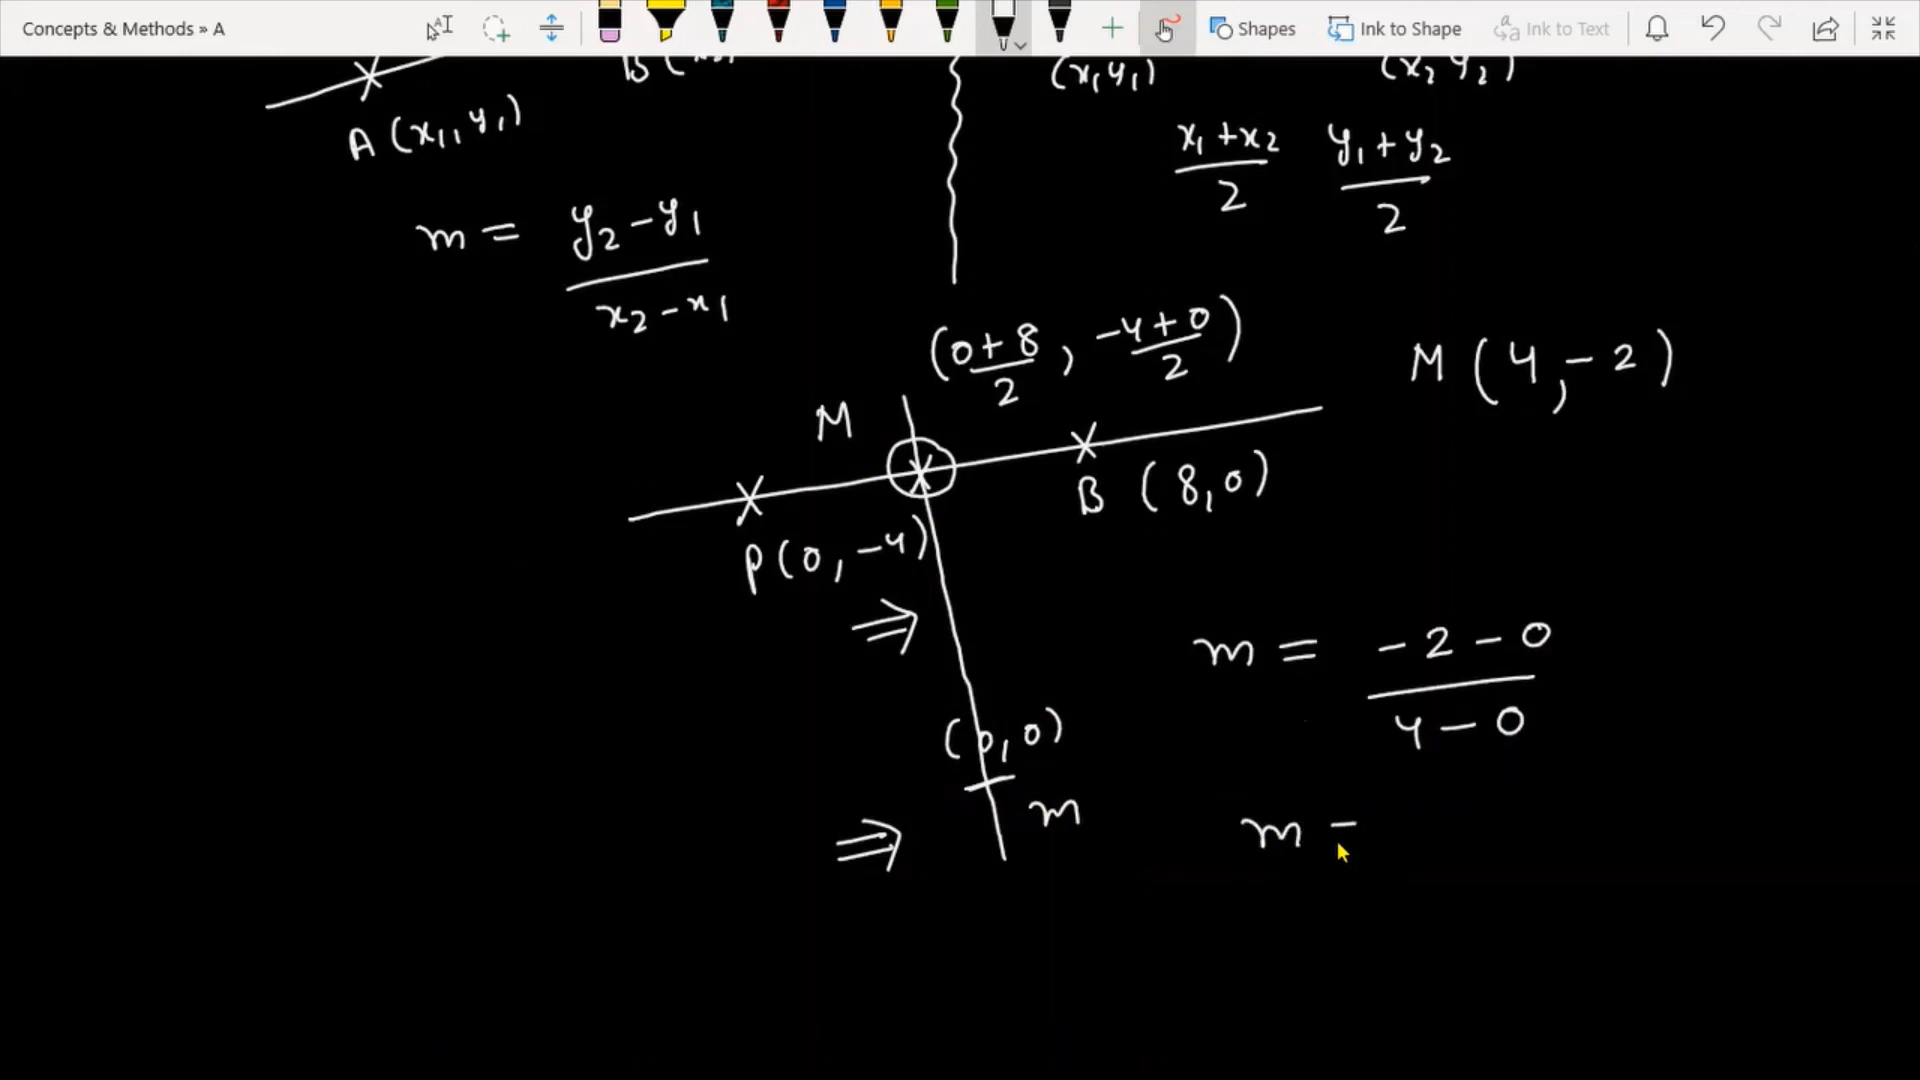 Concepts & Methods » A
Shapes
Ink to Shape
Ink to Text
(x₁ y₁)
(x₂ y₂)
A (x₁, y₁)
x₁ + x₂ / 2
y₁ + y₂ / 2
m = y₂ - y₁ / x₂ - x₁
(0 + 8 / 2, -4 + 0 / 2)
M (4, -2)
M
B (8, 0)
P (0, -4)
⇒
m = -2 - 0 / 4 - 0
(0, 0)
m
⇒
m =